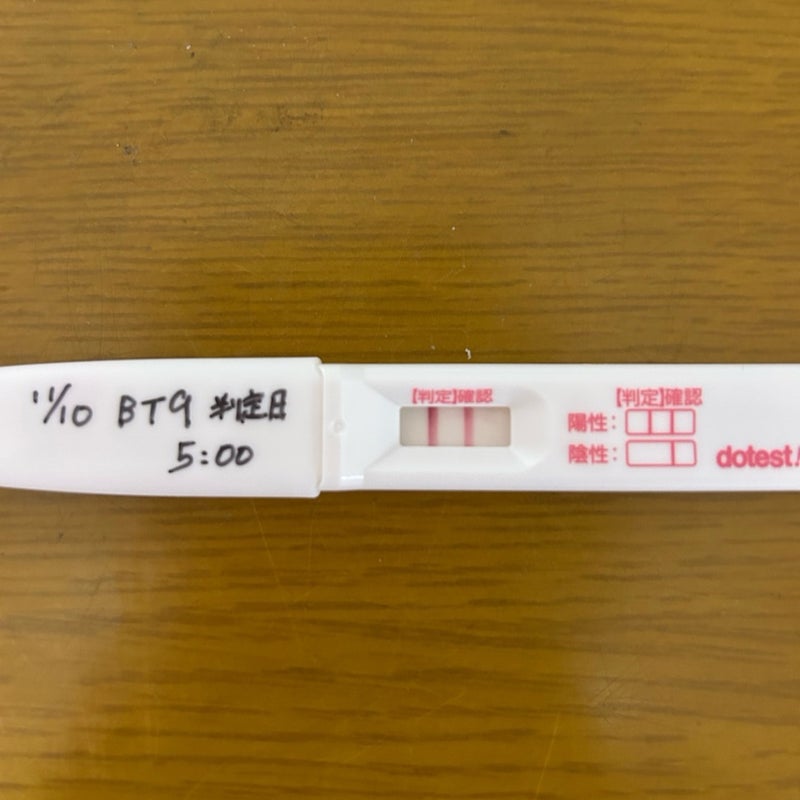 11/10 BT9 判定日
5:00
【判定】確認
【判定】確認
陽性:
陰性:
dotest